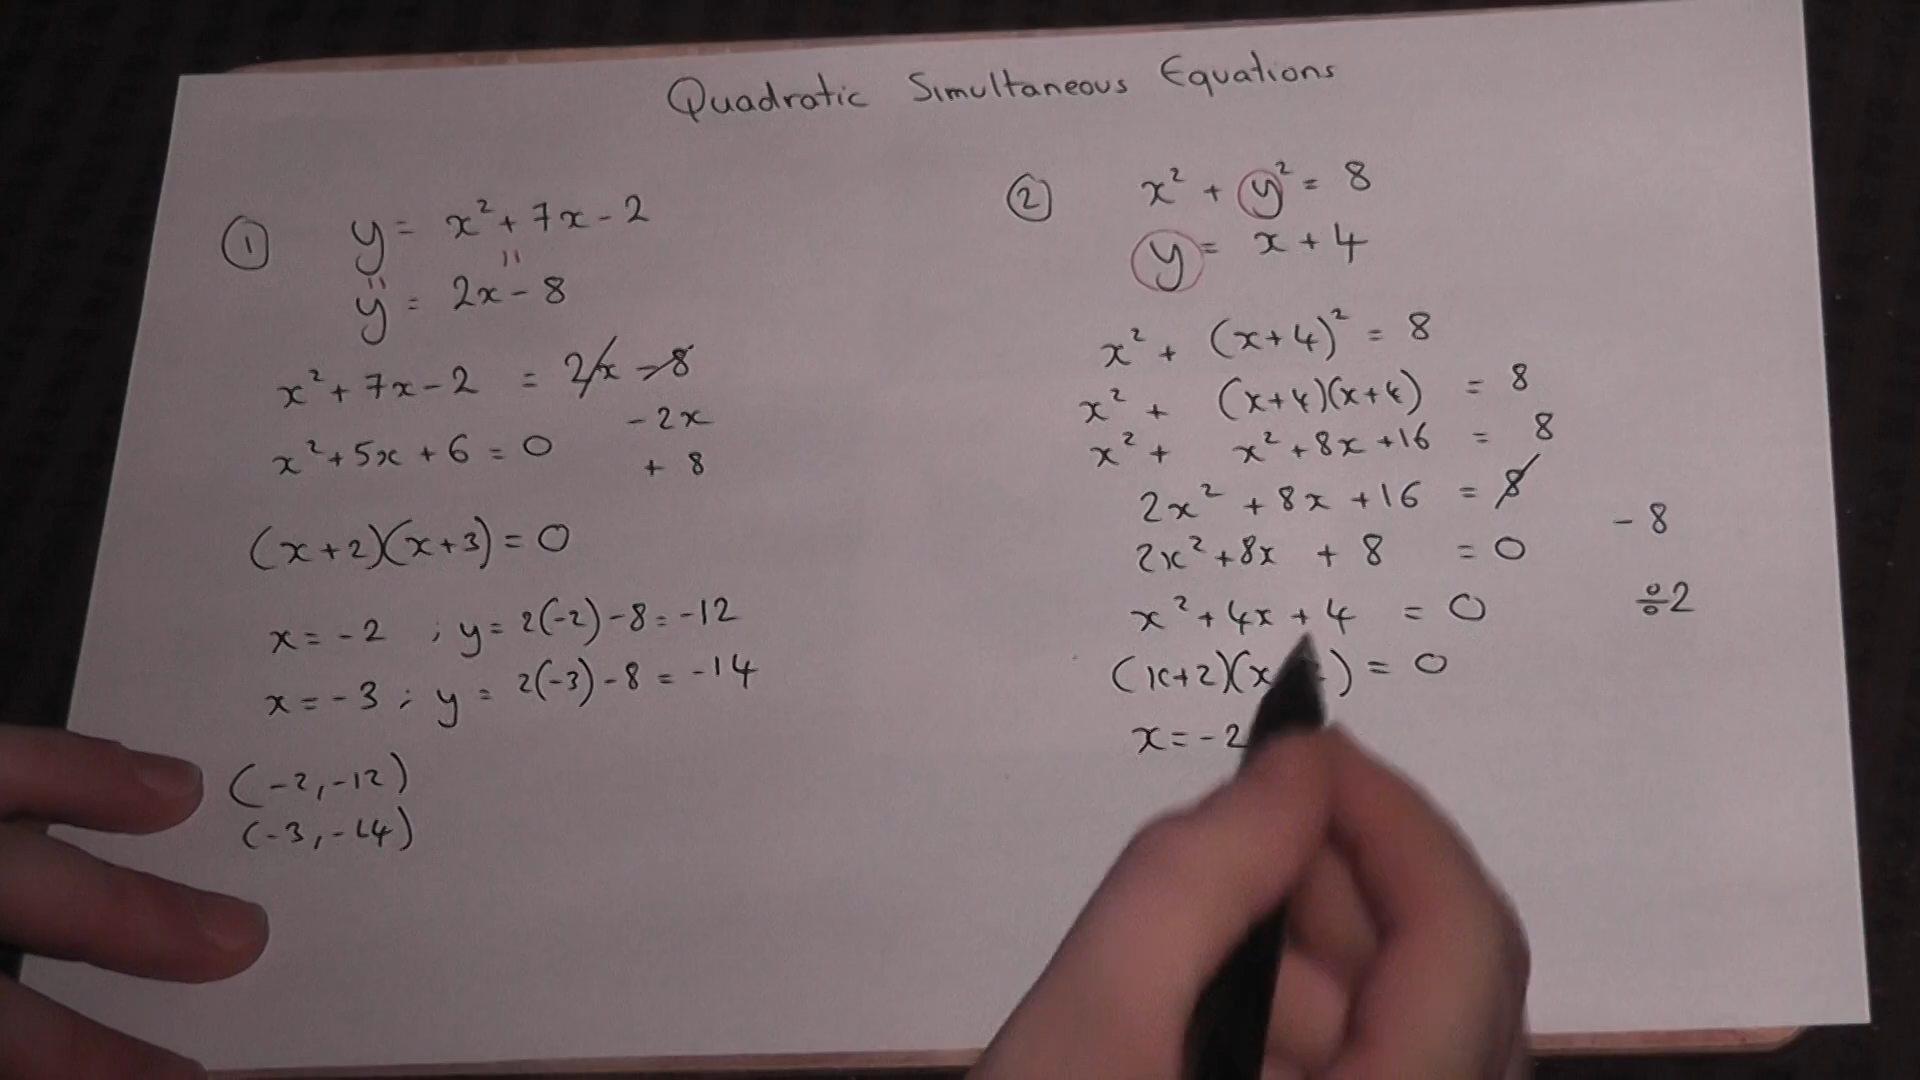 Quadratic Simultaneous Equations
① y = x² + 7x - 2
"
"
y = 2x - 8
x² + 7x - 2 = 2x - 8
- 2x
x² + 5x + 6 = 0
+ 8
(x + 2)(x + 3) = 0
x = -2 ; y = 2(-2) - 8 = -12
x = -3 ; y = 2(-3) - 8 = -14
(-2, -12)
(-3, -14)
② x² + y² = 8
y = x + 4
x² + (x + 4)² = 8
x² + (x + 4)(x + 4) = 8
x² + x² + 8x + 16 = 8
2x² + 8x + 16 = 8
- 8
2x² + 8x + 8 = 0
÷2
x² + 4x + 4 = 0
(x + 2)(x ) = 0
x = -2